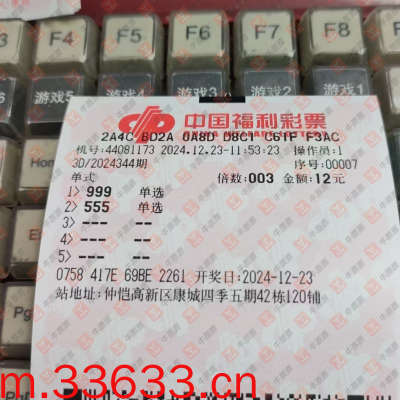 3 F4 F5 F6 F7 F8
游戏5
中国福利彩票
2A4C BD2A 0A8D DBC1 C61F F3AC
机号:44081173 2024.12.23-11:53:23 操作员:1
3D/2024344期 序号:00007
单式 倍数:003 金额:12元
1> 999 单选
2> 555 单选
3> --- --
4> --- --
5> --- --
0758 417E 69BE 2261 开奖日:2024-12-23
站地址:仲恺高新区康城四季五期42栋120铺
m.33633.cn